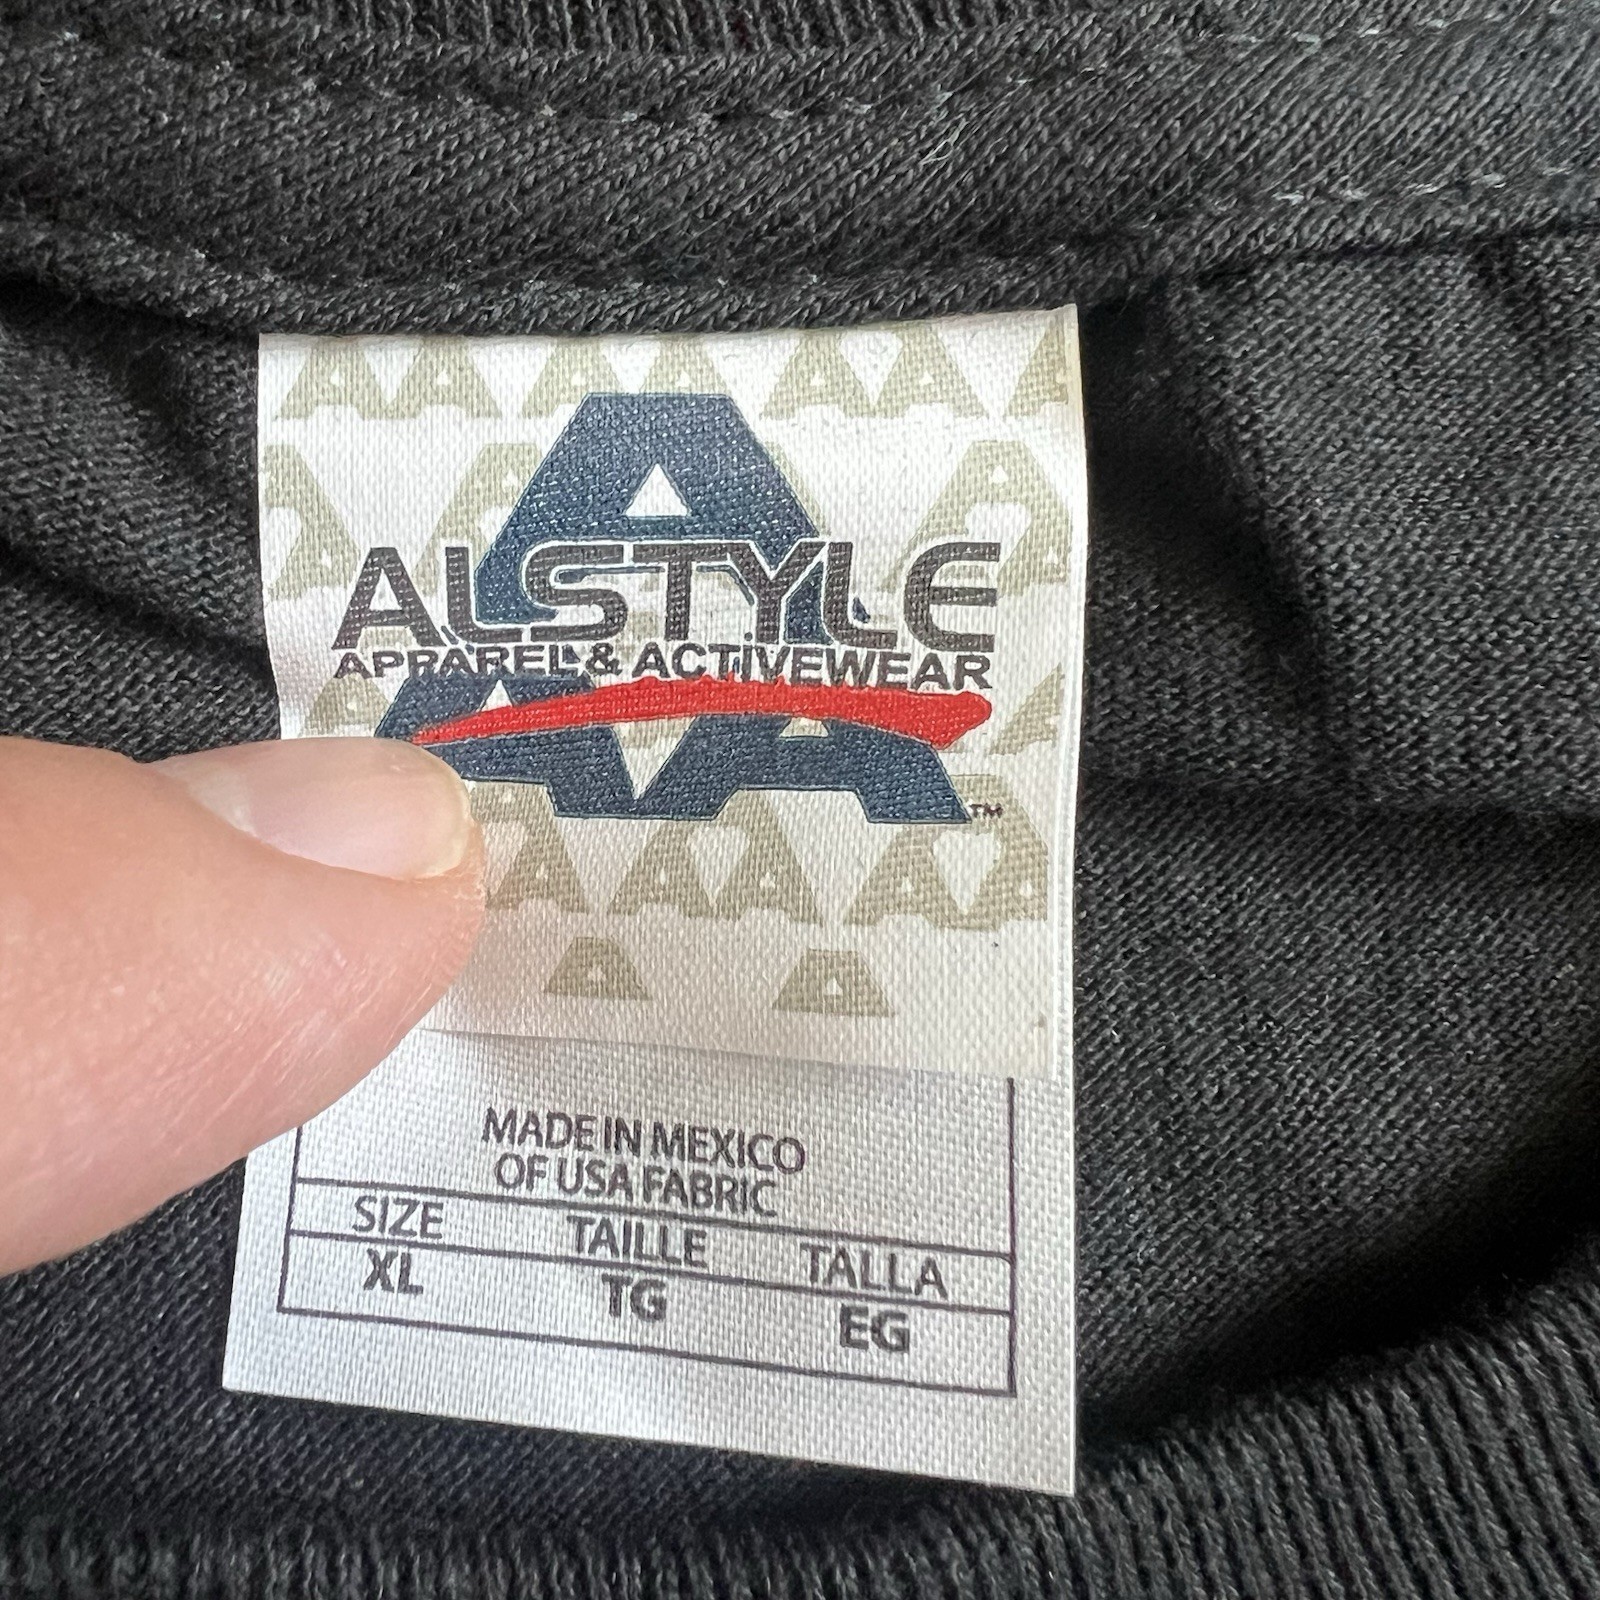 ALSTYLE
APPAREL & ACTIVEWEAR
TM
MADE IN MEXICO
OF USA FABRIC
SIZE TAILLE TALLA
XL TG EG